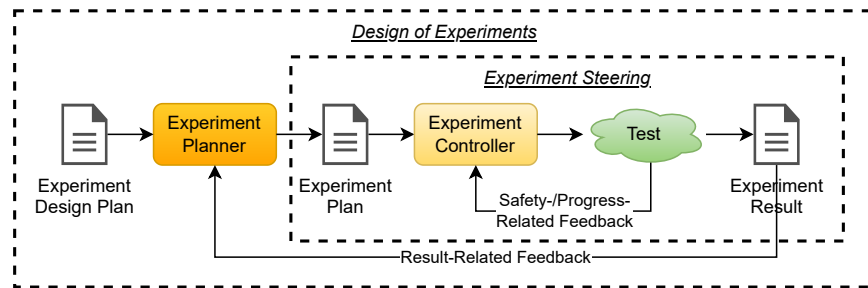 Design of Experiments
Experiment Steering
Experiment
Planner
Experiment
Controller
Test
Experiment
Design Plan
Experiment
Plan
Experiment
Result
Safety-/Progress-
Related Feedback
Result-Related Feedback